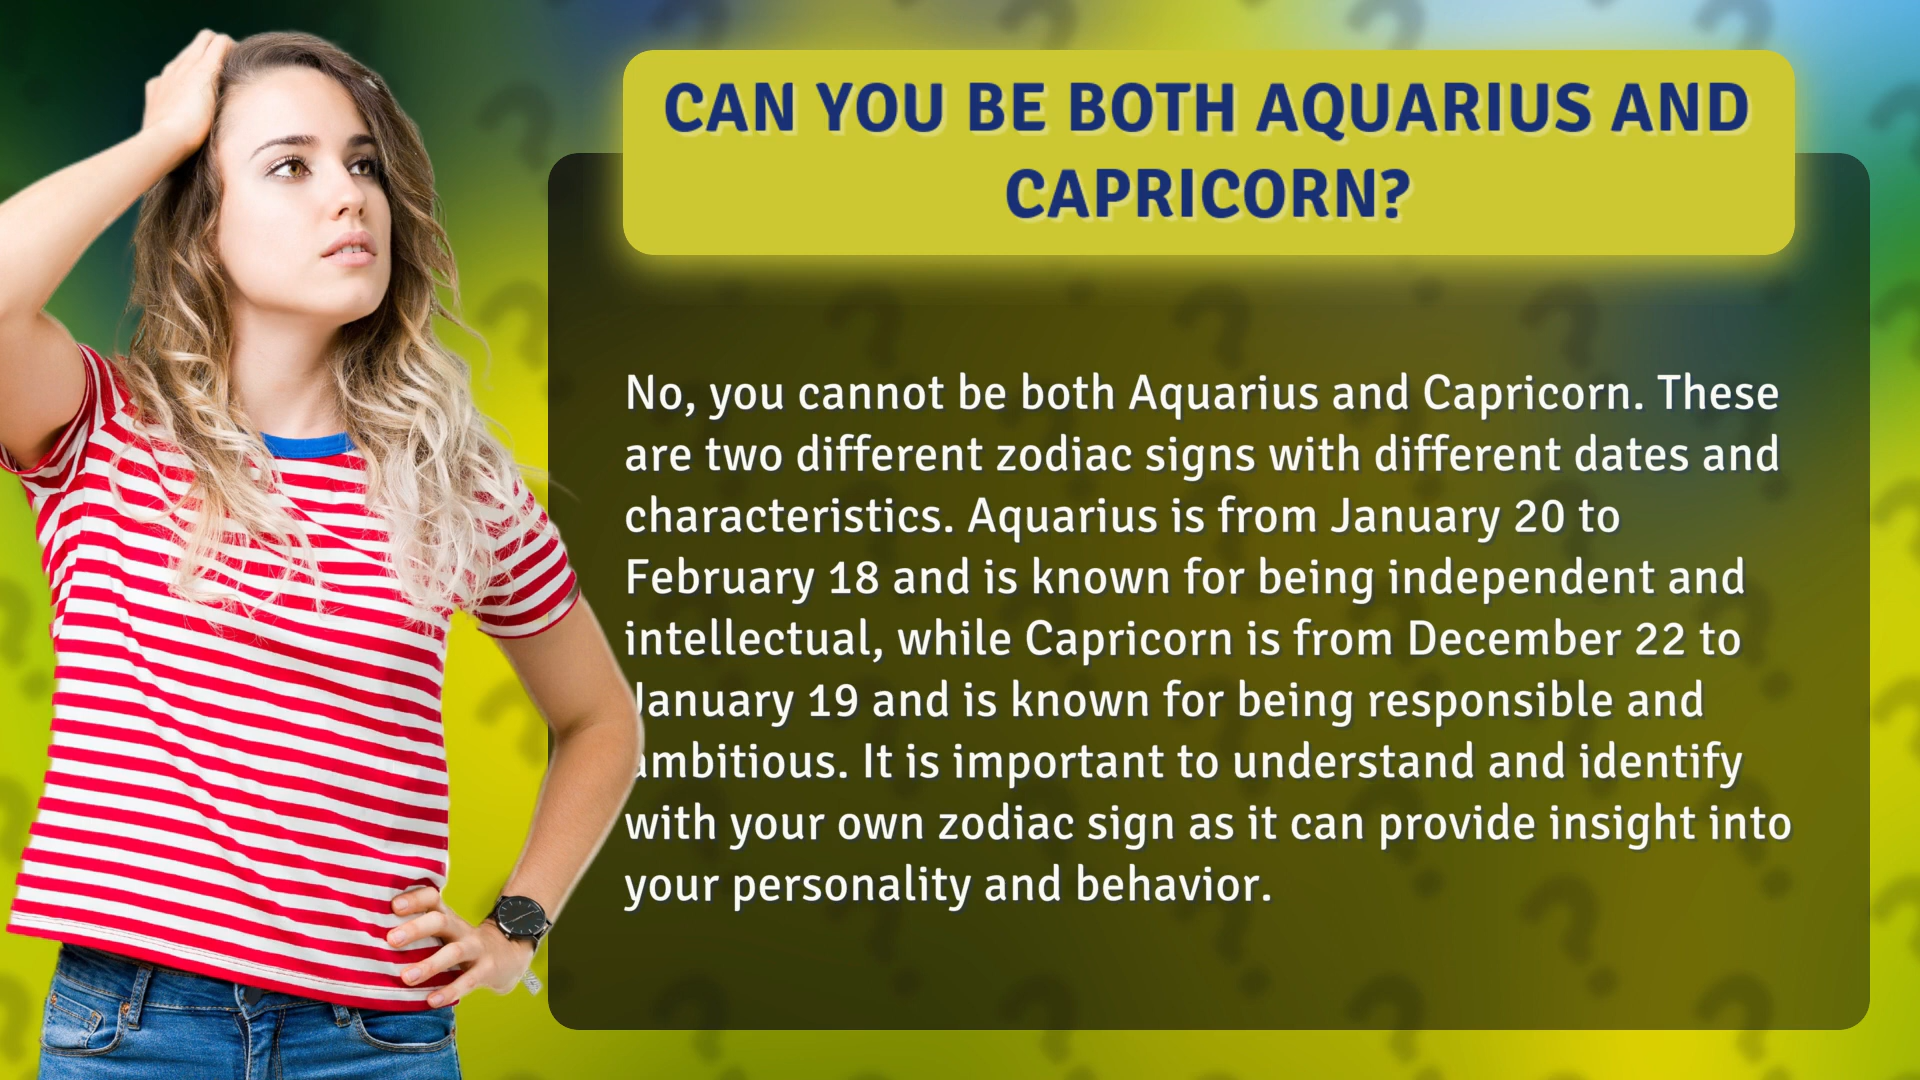 CAN YOU BE BOTH AQUARIUS AND
CAPRICORN?
No, you cannot be both Aquarius and Capricorn. These
are two different zodiac signs with different dates and
characteristics. Aquarius is from January 20 to
February 18 and is known for being independent and
intellectual, while Capricorn is from December 22 to
January 19 and is known for being responsible and
ambitious. It is important to understand and identify
with your own zodiac sign as it can provide insight into
your personality and behavior.